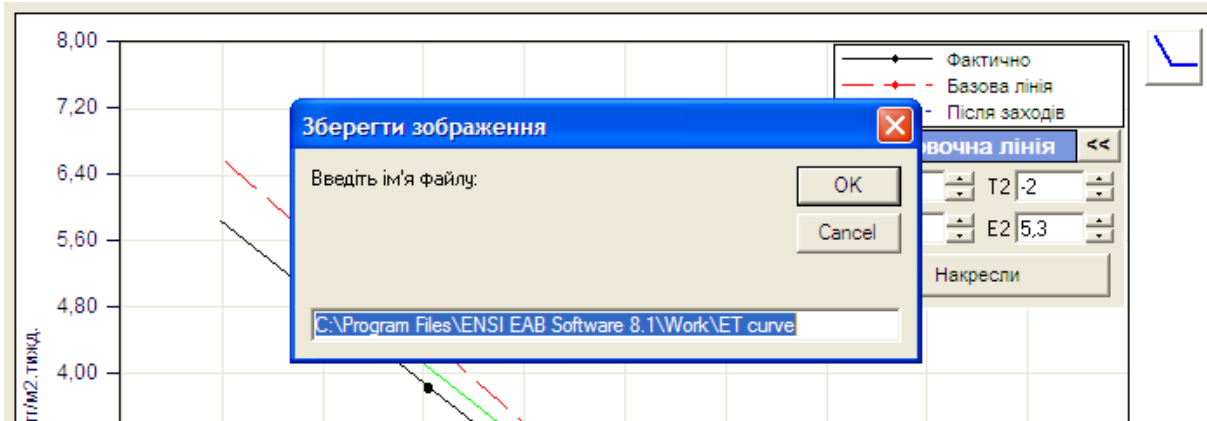 8,00
Фактично
Базова лінія
7,20
Після заходів
Зберегти зображення
вочна лінія <<
Введіть ім'я файлу:
OK
6,40
T2 -2
Cancel
5,60
E2 5,3
Накресли
4,80
C:\Program Files\ENSI EAB Software 8.1\Work\ET curve
4,00
тт/м2.тижд.